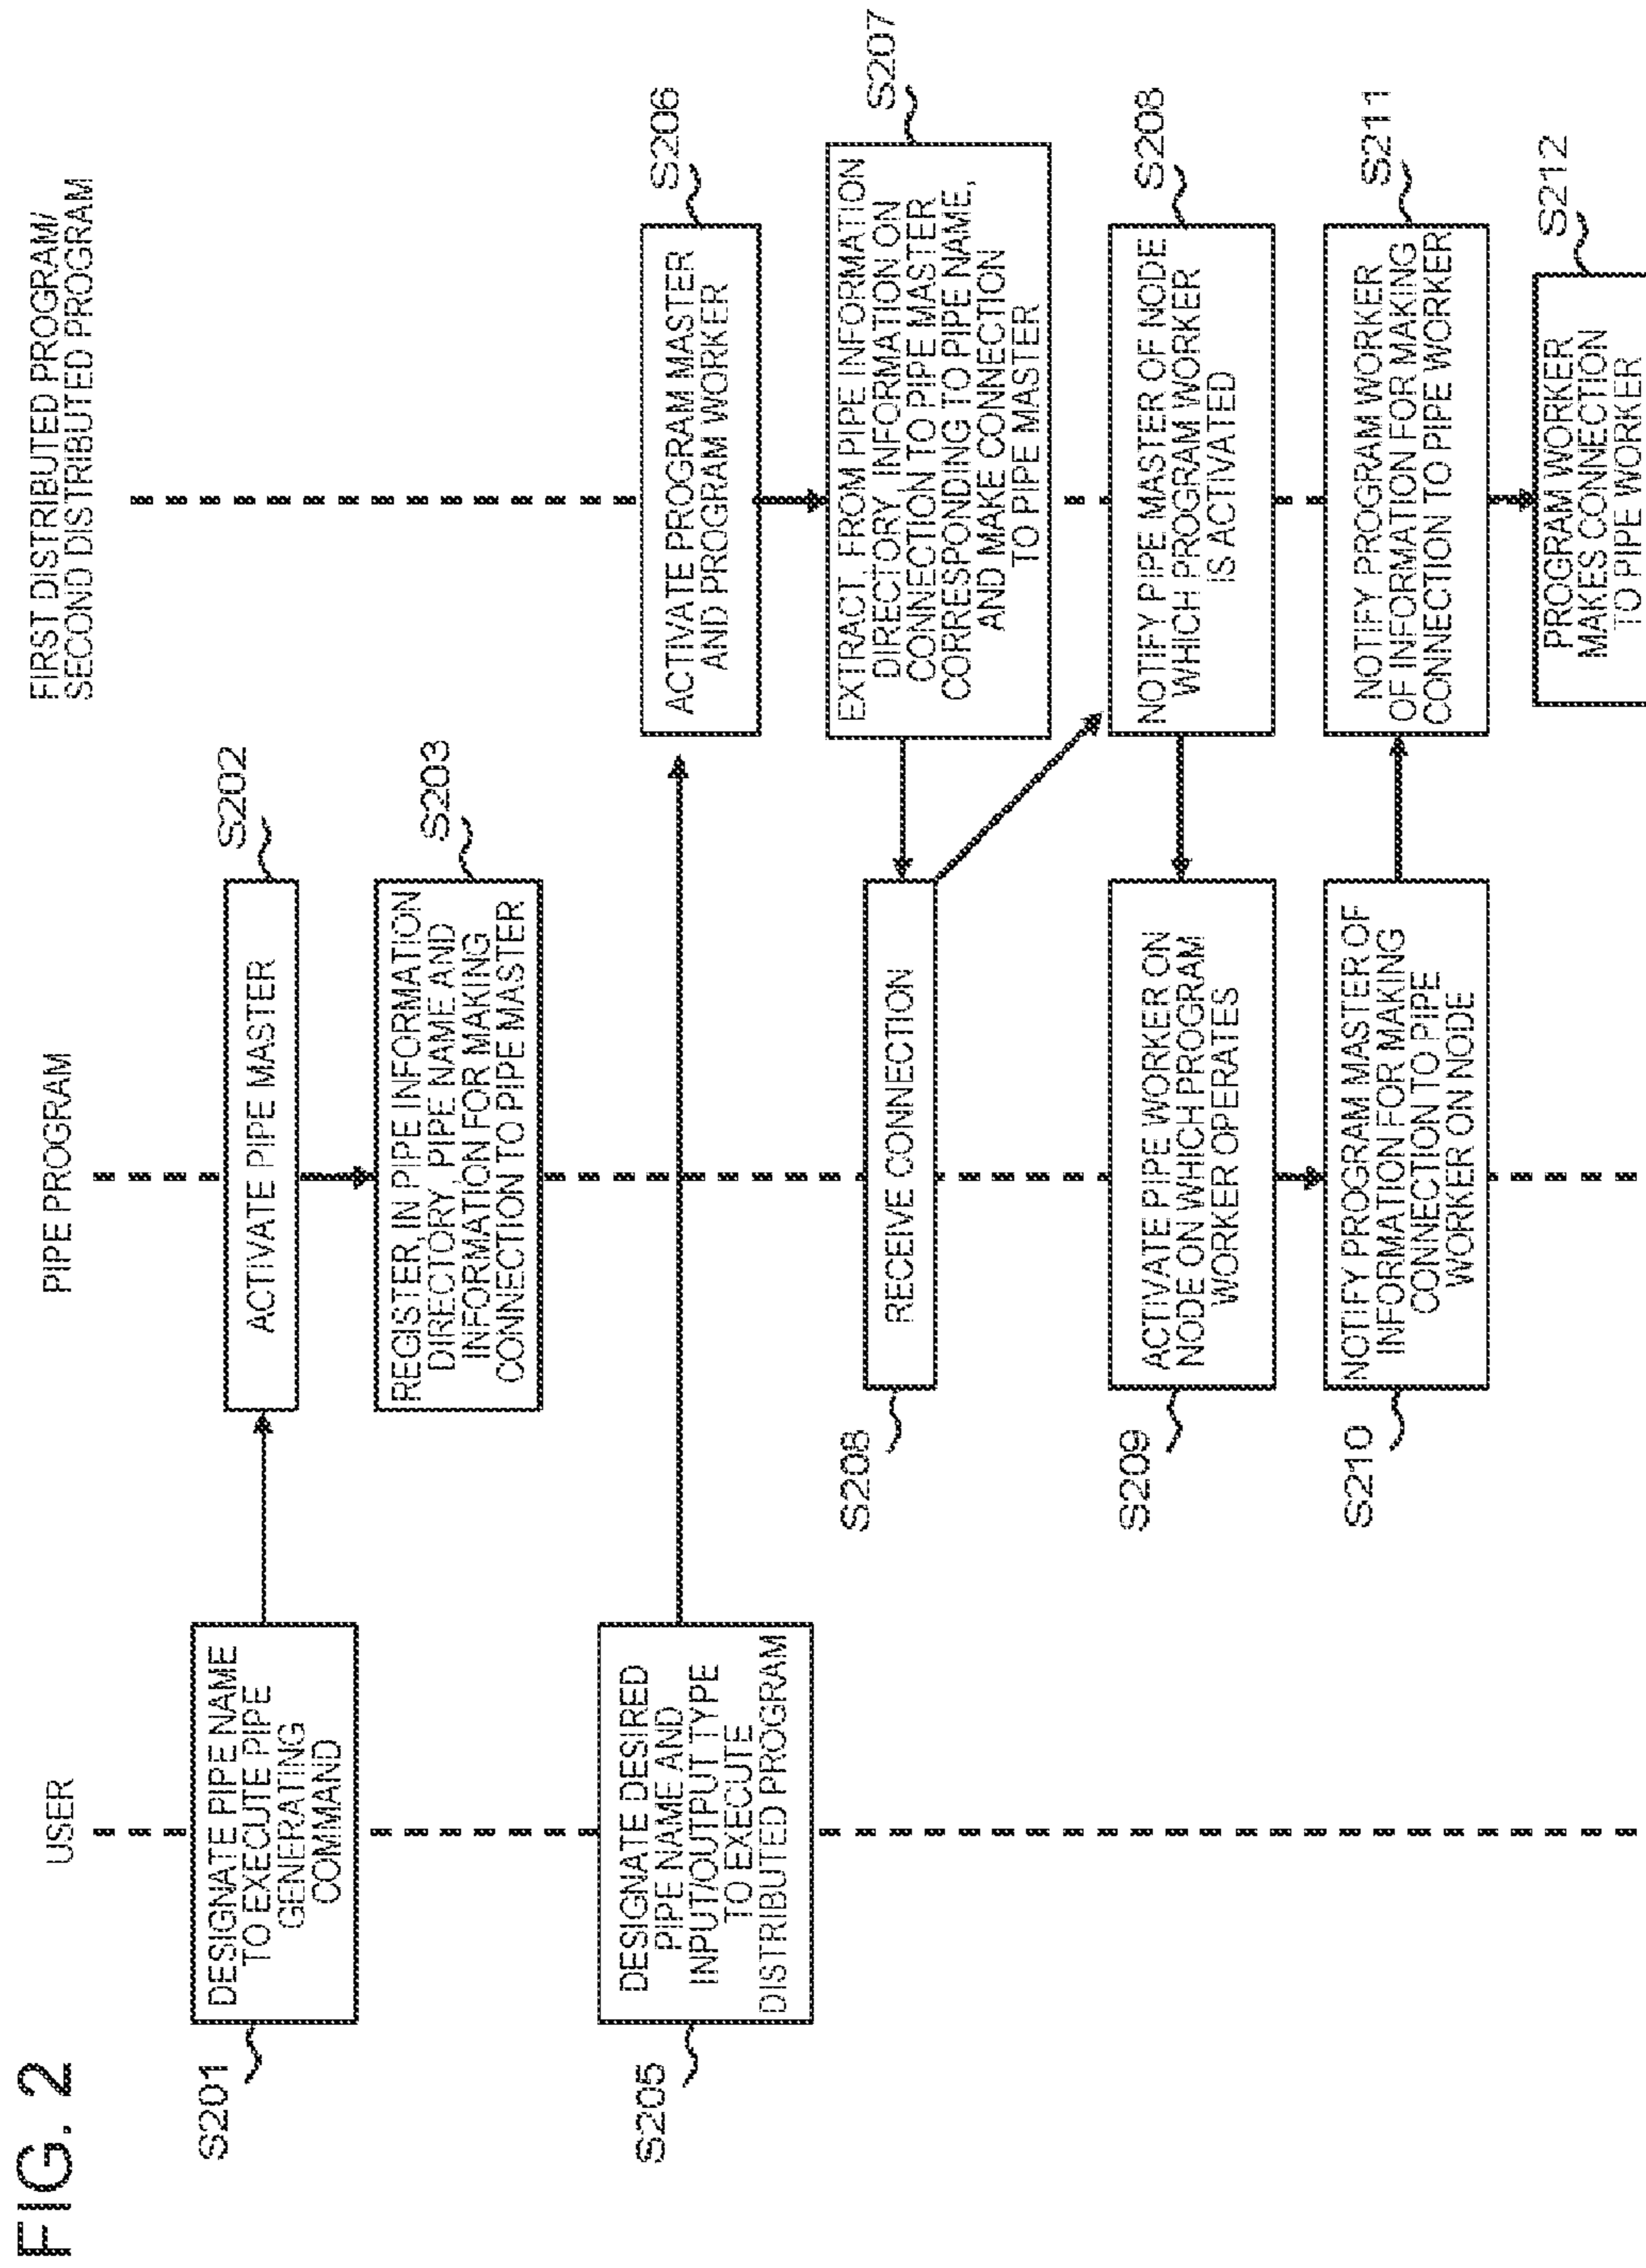 FIG. 2
USER
PIPE PROGRAM
FIRST DISTRIBUTED PROGRAM/
SECOND DISTRIBUTED PROGRAM
S201
DESIGNATE PIPE NAME
TO EXECUTE PIPE
GENERATING
COMMAND
S202
ACTIVATE PIPE MASTER
S203
REGISTER, IN PIPE INFORMATION
DIRECTORY, PIPE NAME AND
INFORMATION FOR MAKING
CONNECTION TO PIPE MASTER
S205
DESIGNATE DESIRED
PIPE NAME AND
INPUT/OUTPUT TYPE
TO EXECUTE
DISTRIBUTED PROGRAM
S206
ACTIVATE PROGRAM MASTER
AND PROGRAM WORKER
S207
EXTRACT, FROM PIPE INFORMATION
DIRECTORY, INFORMATION ON
CONNECTION TO PIPE MASTER
CORRESPONDING TO PIPE NAME,
AND MAKE CONNECTION
TO PIPE MASTER
S208
RECEIVE CONNECTION
S208
NOTIFY PIPE MASTER OF NODE
WHICH PROGRAM WORKER
IS ACTIVATED
S209
ACTIVATE PIPE WORKER ON
NODE ON WHICH PROGRAM
WORKER OPERATES
S210
NOTIFY PROGRAM MASTER OF
INFORMATION FOR MAKING
CONNECTION TO PIPE
WORKER ON NODE
S211
NOTIFY PROGRAM WORKER
OF INFORMATION FOR MAKING
CONNECTION TO PIPE WORKER
S212
PROGRAM WORKER
MAKES CONNECTION
TO PIPE WORKER